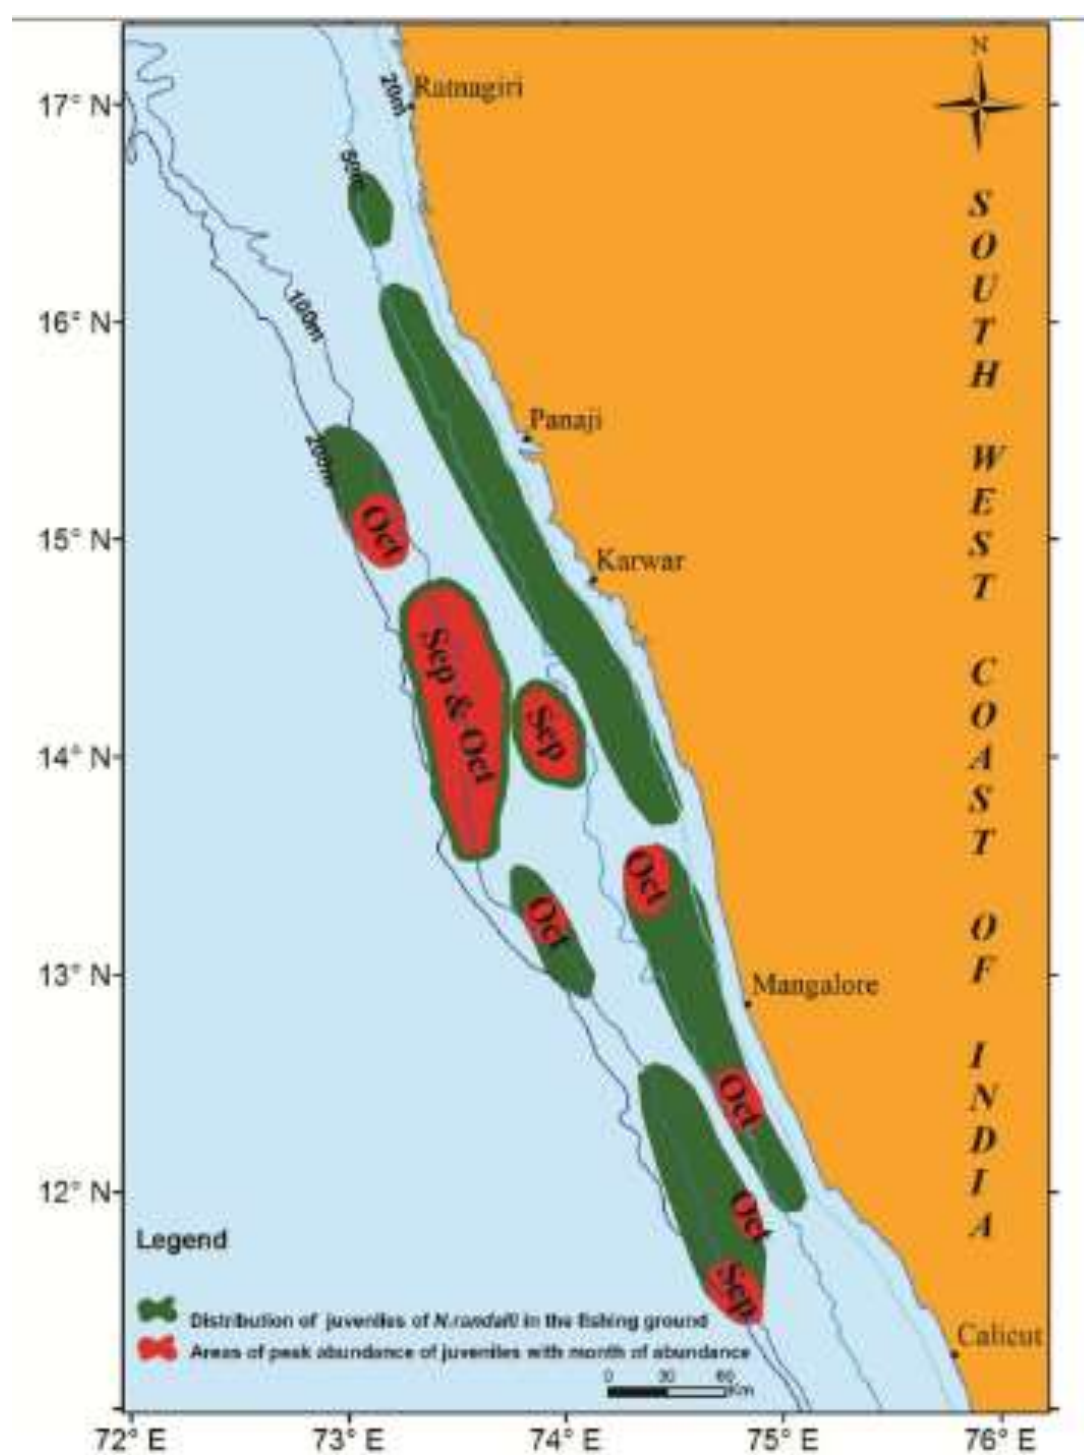 N
20m
Ratnagiri
17° N
50m
16° N
100m
Panaji
200m
15° N
Oct
Karwar
Sep & Oct
Sep
14° N
Oct
Oct
13° N
Mangalore
Oct
12° N
Oct
Sep
SOUTH WEST COAST OF INDIA
Legend
Distribution of juveniles of N.randalli in the fishing ground
Areas of peak abundance of juveniles with month of abundance
Calicut
0 30 60
Km
72° E 73° E 74° E 75° E 76° E